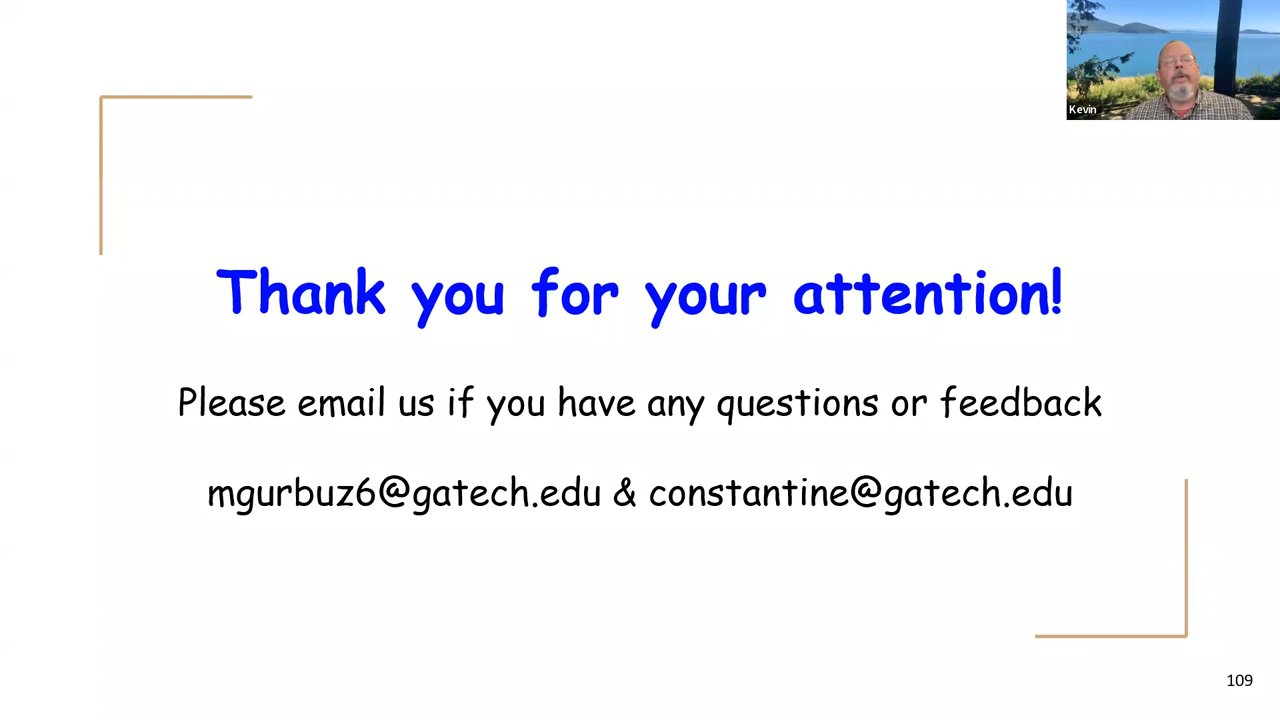 Kevin
Thank you for your attention!
Please email us if you have any questions or feedback
mgurbuz6@gatech.edu & constantine@gatech.edu
109